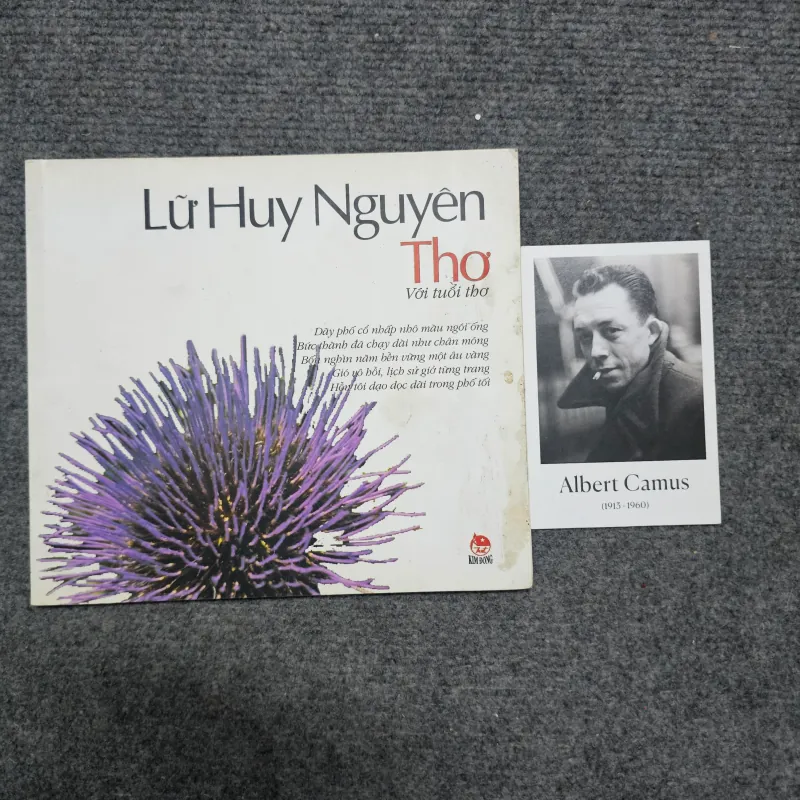 Lữ Huy Nguyên
Thơ
Với tuổi thơ
Dãy phố cổ nhấp nhô màu ngói ống
Bức thành đá chạy dài như chân móng
Bốn nghìn năm bền vững một âu vàng
Gió vô hồi, lịch sử giở từng trang
Hồn tôi dạo dọc dài trong phố tối
KIM ĐỒNG
Albert Camus
(1913 - 1960)